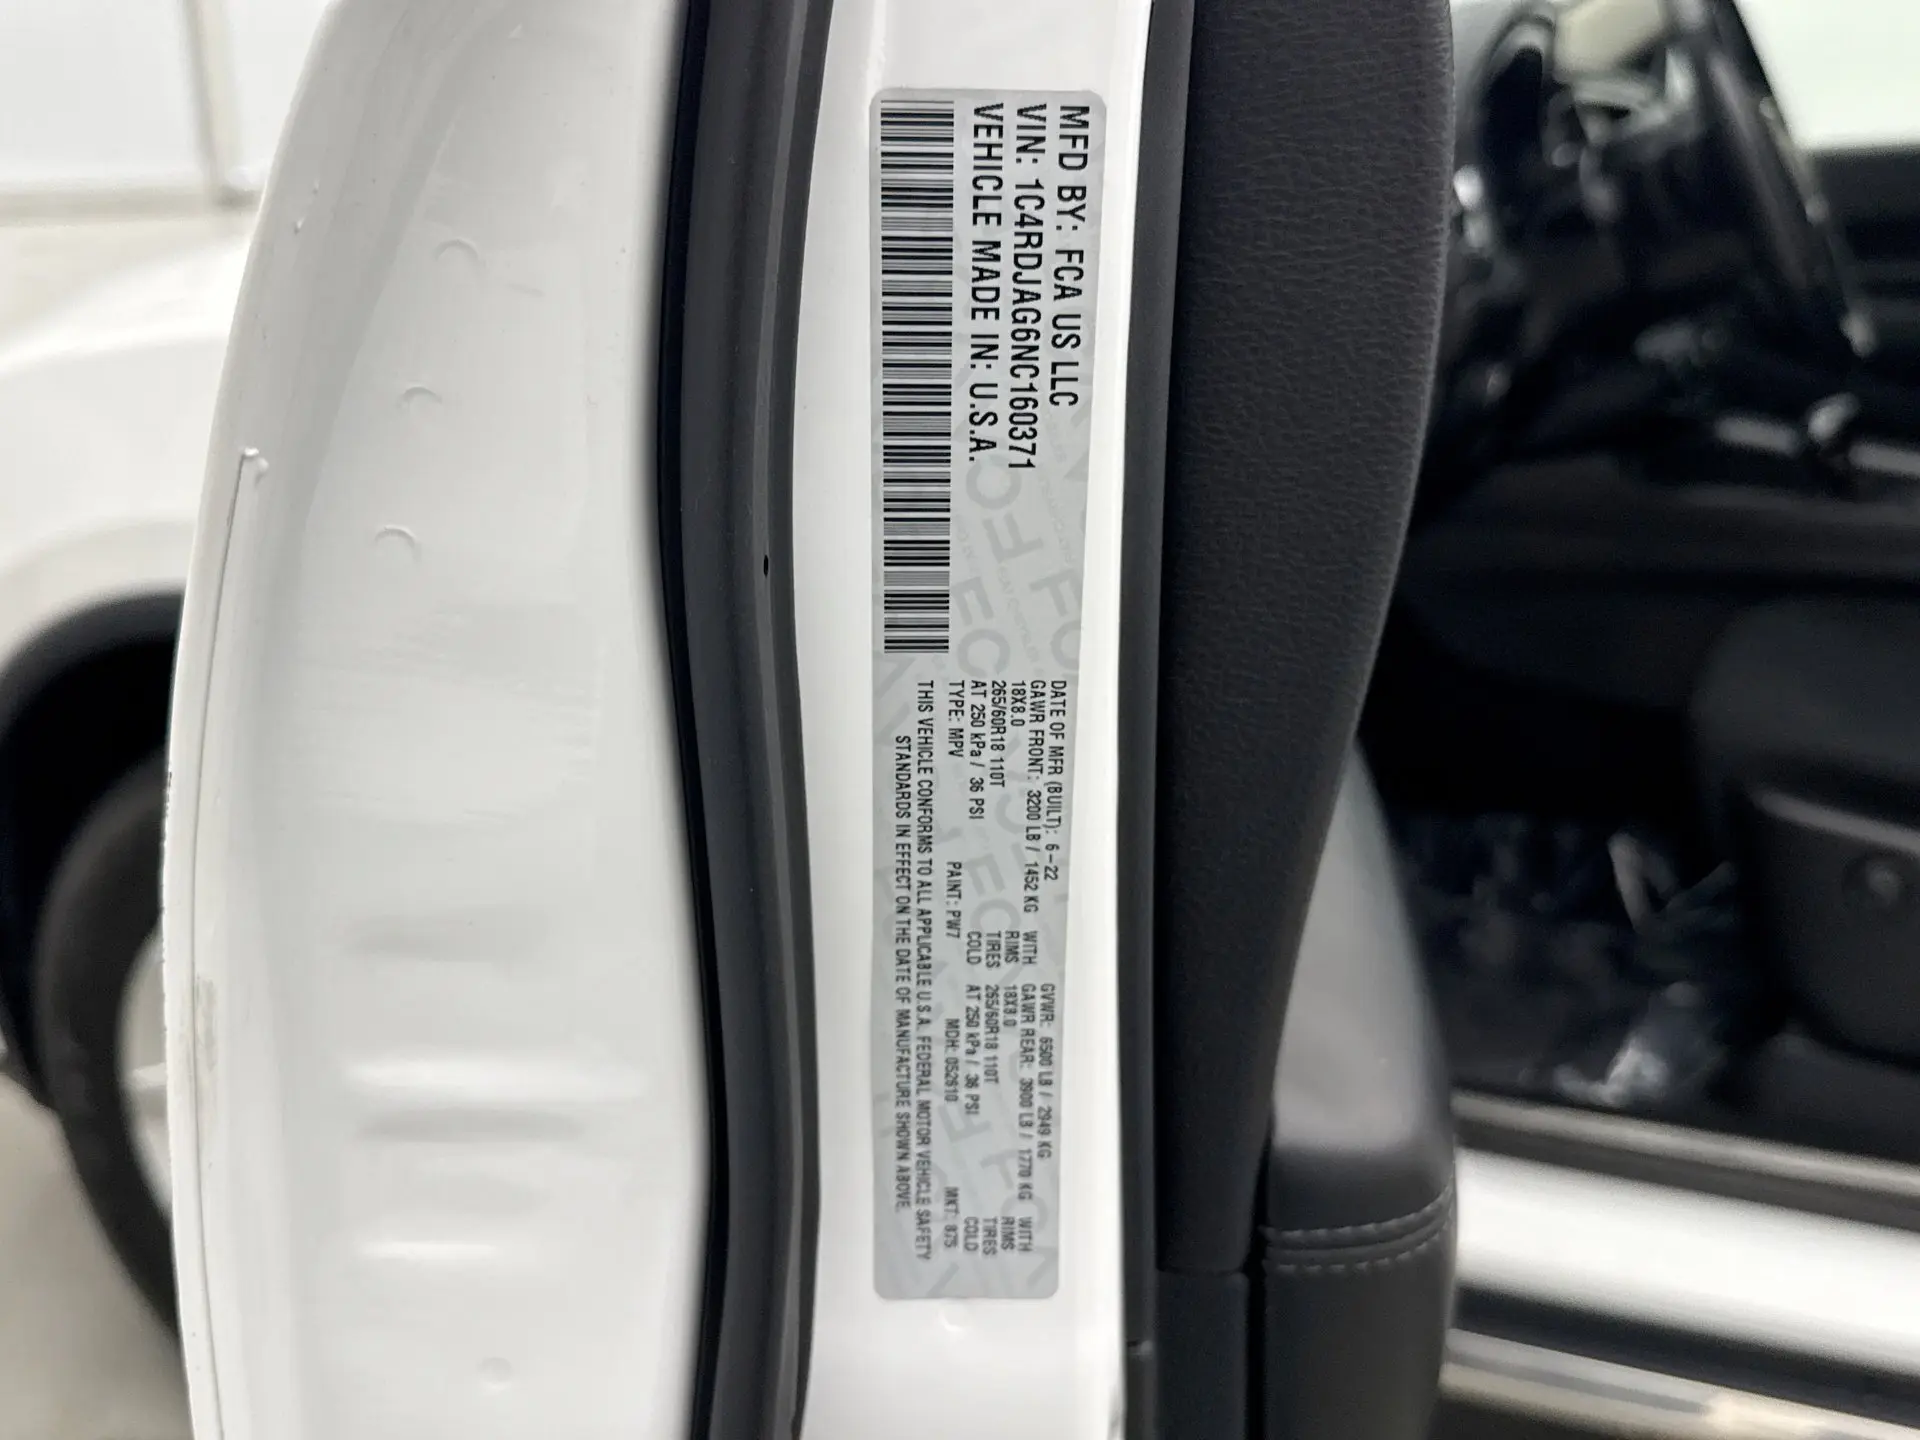 MFD BY: FCA US LLC
VIN: 1C4RDJAG6NC160371
VEHICLE MADE IN: U.S.A.
DATE OF MFR (BUILT): 6-22 GVWR: 6500 LB / 2949 KG
GAWR FRONT: 3200 LB / 1452 KG WITH GAWR REAR: 3900 LB / 1770 KG WITH
18X8.0 RIMS 18X8.0 RIMS
265/60R18 110T TIRES 265/60R18 110T TIRES
AT 250 kPa / 36 PSI COLD AT 250 kPa / 36 PSI COLD
TYPE: MPV PAINT: PW7 MDH: 052910 MKT: 875
THIS VEHICLE CONFORMS TO ALL APPLICABLE U.S.A. FEDERAL MOTOR VEHICLE SAFETY
STANDARDS IN EFFECT ON THE DATE OF MANUFACTURE SHOWN ABOVE.